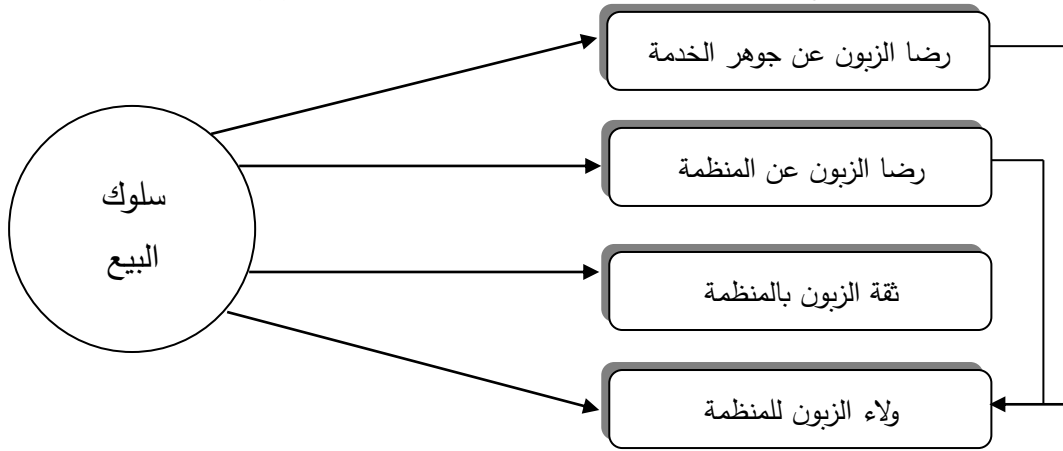 رضا الزبون عن جوهر الخدمة
رضا الزبون عن المنظمة
سلوك
البيع
ثقة الزبون بالمنظمة
ولاء الزبون للمنظمة